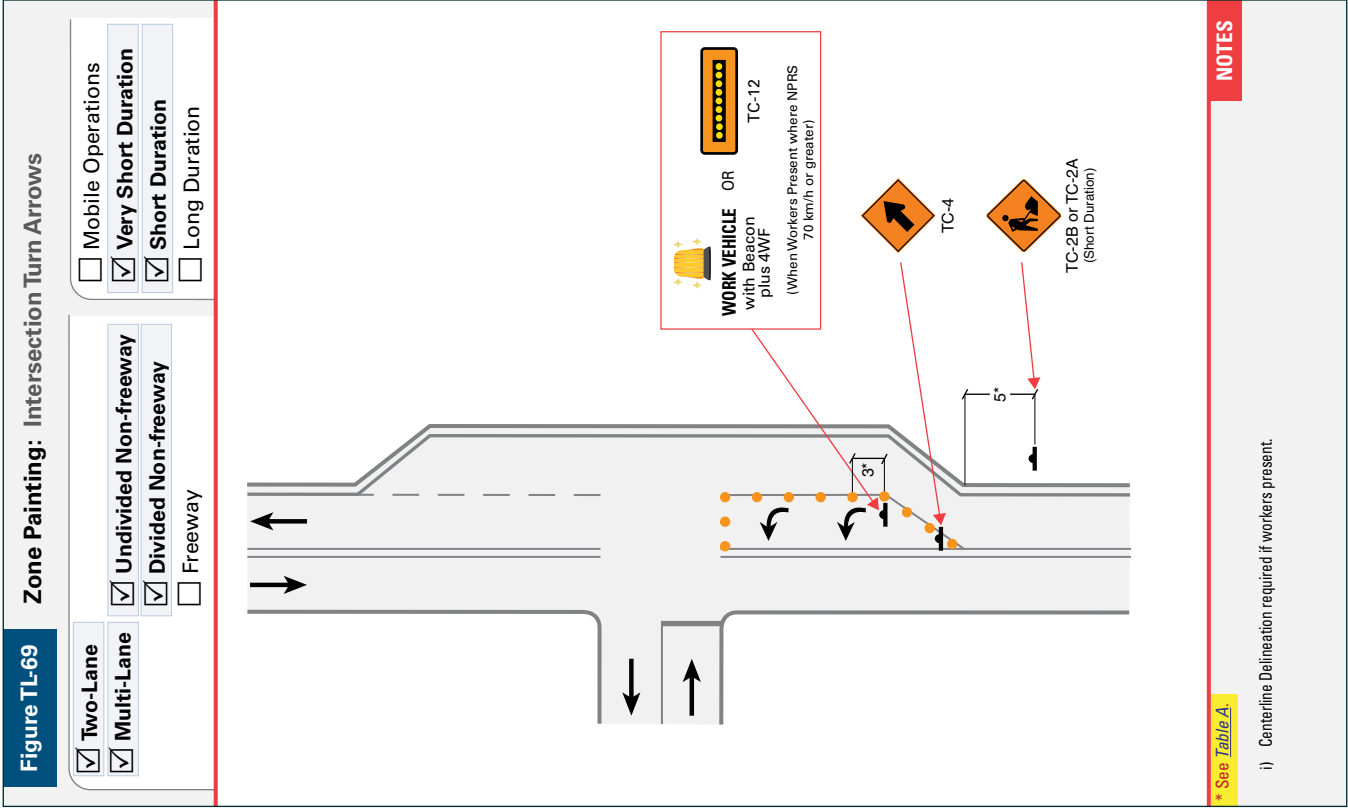 Figure TL-69
Zone Painting: Intersection Turn Arrows
Two-Lane
Multi-Lane
Undivided Non-freeway
Divided Non-freeway
Freeway
Mobile Operations
Very Short Duration
Short Duration
Long Duration
WORK VEHICLE
with Beacon
plus 4WF
OR
TC-12
(When Workers Present where NPRS
70 km/h or greater)
TC-4
TC-2B or TC-2A
(Short Duration)
3*
5*
* See Table A.
NOTES
i) Centerline Delineation required if workers present.